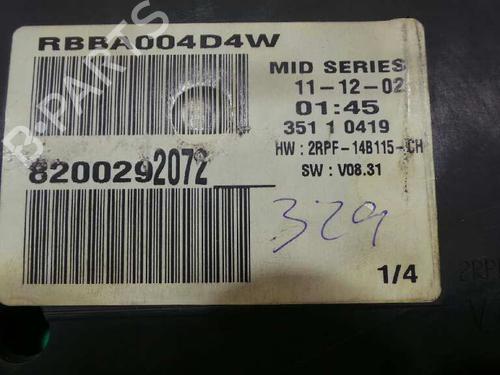 RBBA004D4W
MID SERIES
11-12-02
01:45
351 1 0419
HW : 2RPF-14B115-CH
SW : V08.31
8200292072
329
1/4
B-PARTS